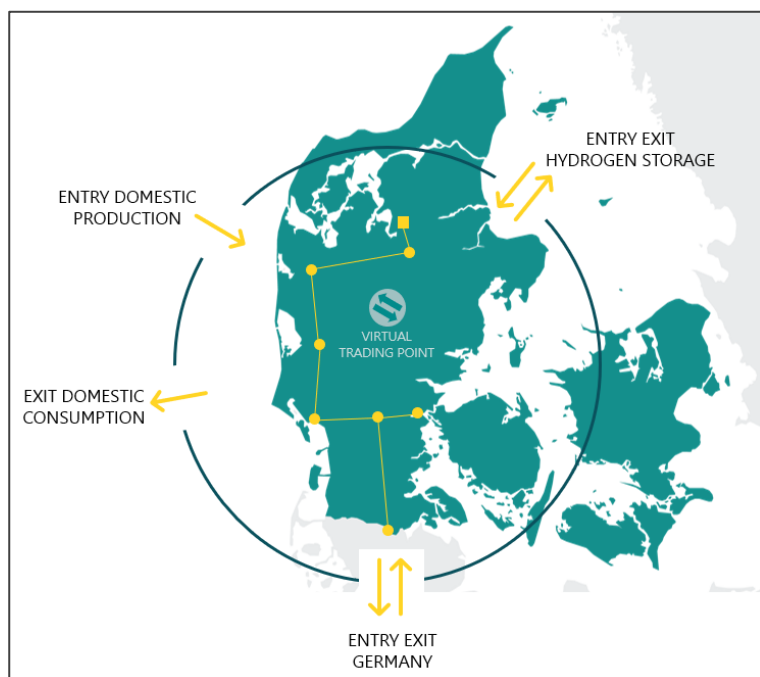 ENTRY EXIT
HYDROGEN STORAGE
ENTRY DOMESTIC
PRODUCTION
VIRTUAL
TRADING POINT
EXIT DOMESTIC
CONSUMPTION
ENTRY EXIT
GERMANY